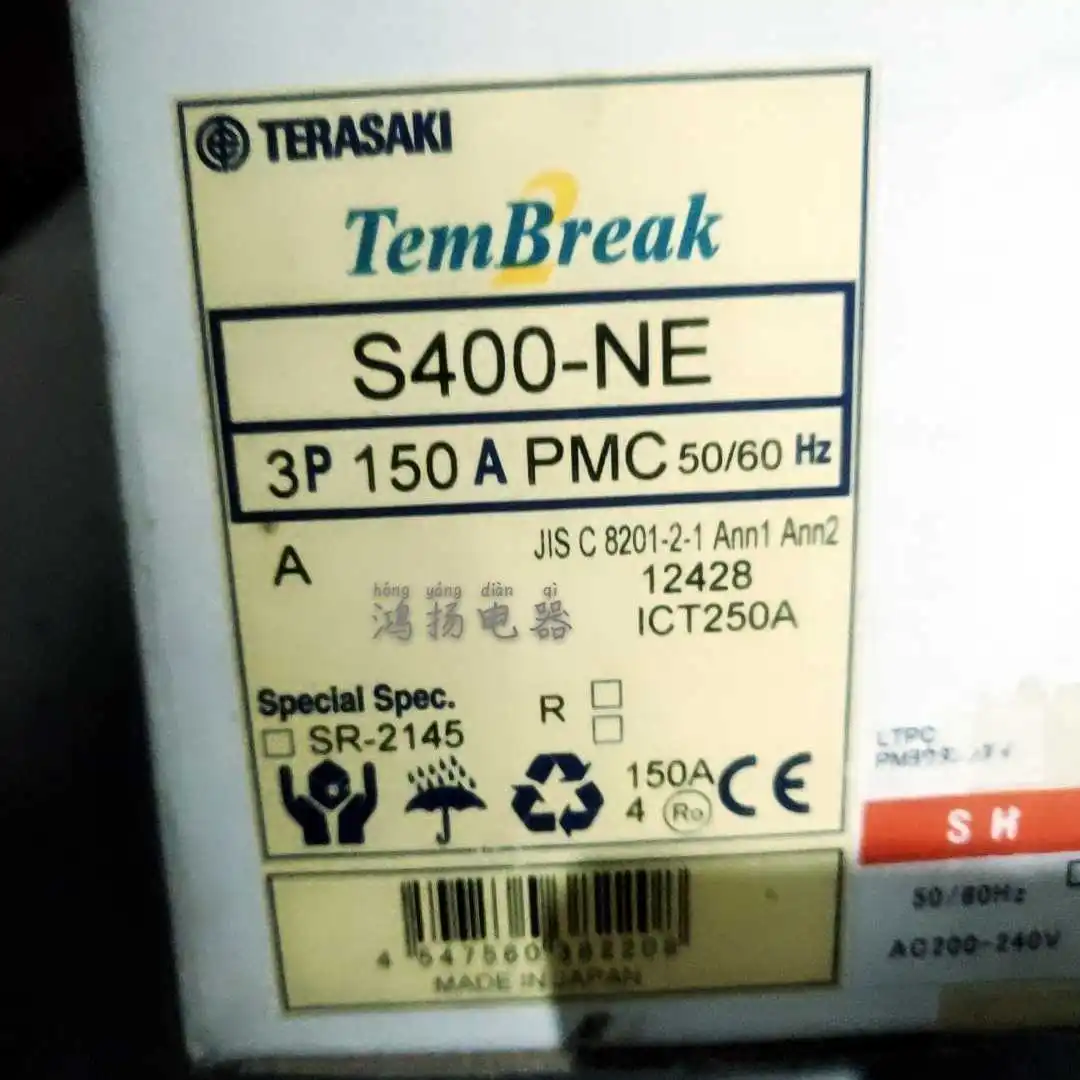 TERASAKI
TemBreak 2
S400-NE
3P 150 A PMC 50/60 Hz
A
JIS C 8201-2-1 Ann1 Ann2
12428
ICT250A
hóng yáng diàn qì
鸿扬电器
Special Spec.
R
SR-2145
150A
4 Ro
CE
MADE IN JAPAN
LTPC
SH
50/60Hz
AC200-240V